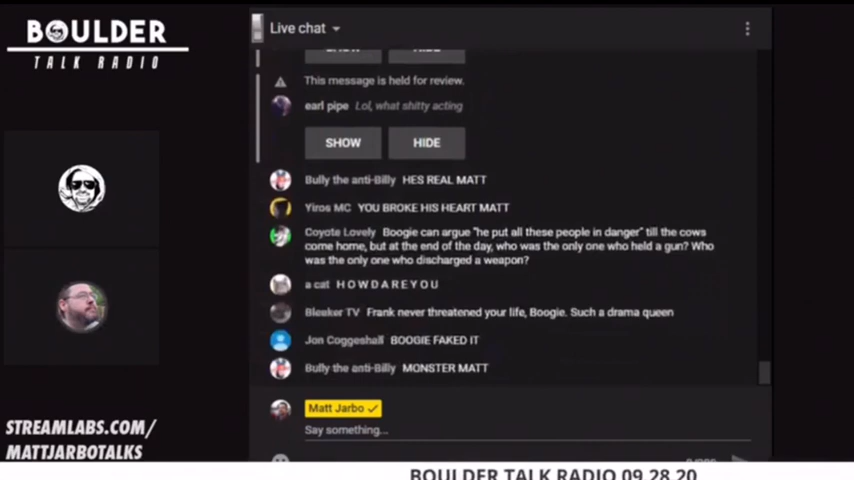 BOULDER
TALK RADIO
Live chat
SHOW HIDE
This message is held for review.
earl pipe Lol, what shitty acting
SHOW HIDE
Bully the anti-Billy HES REAL MATT
Yiros MC YOU BROKE HIS HEART MATT
Coyote Lovely Boogie can argue "he put all these people in danger" till the cows
come home, but at the end of the day, who was the only one who held a gun? Who
was the only one who discharged a weapon?
a cat H O W D A R E Y O U
Bleeker TV Frank never threatened your life, Boogie. Such a drama queen
Jon Coggeshall BOOGIE FAKED IT
Bully the anti-Billy MONSTER MATT
Matt Jarbo
Say something...
STREAMLABS.COM/
MATTJARBOTALKS
BOULDER TALK RADIO 09.28.20